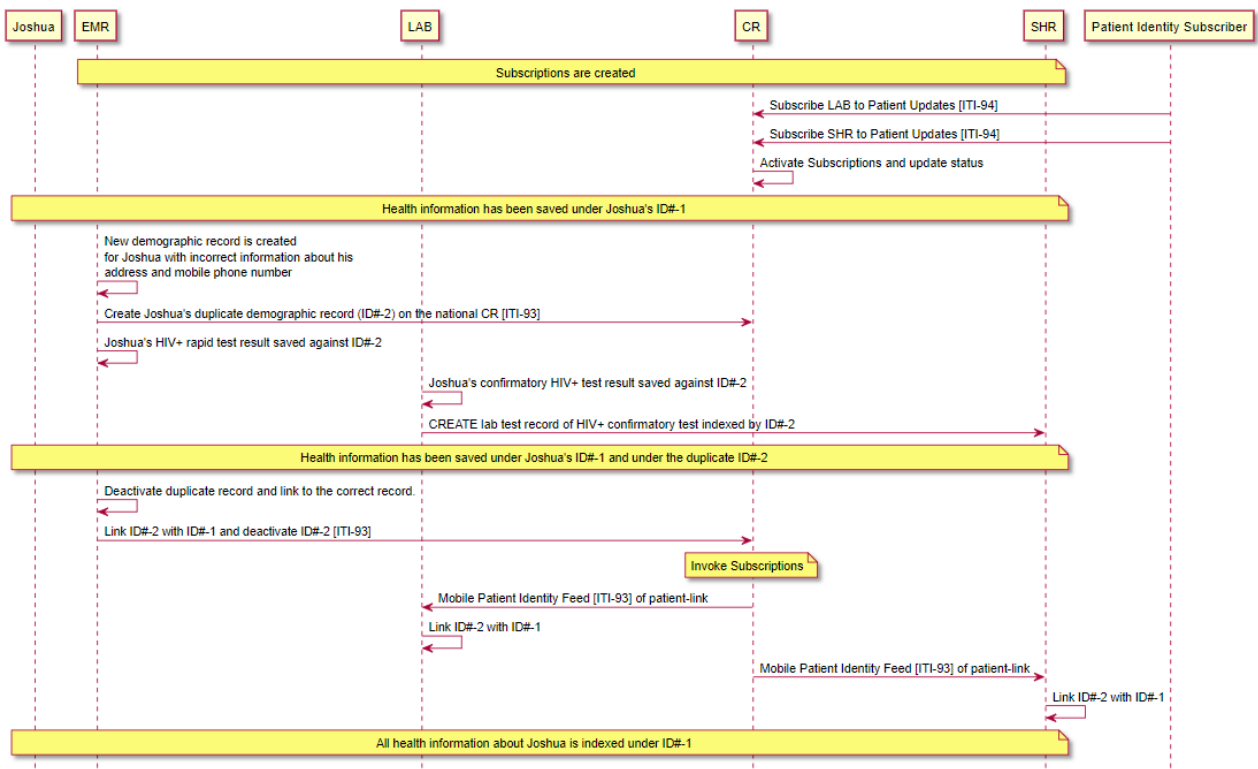 Joshua
EMR
LAB
CR
SHR
Patient Identity Subscriber
Subscriptions are created
Subscribe LAB to Patient Updates [ITI-94]
Subscribe SHR to Patient Updates [ITI-94]
Activate Subscriptions and update status
Health information has been saved under Joshua's ID#-1
New demographic record is created
for Joshua with incorrect information about his
address and mobile phone number
Create Joshua's duplicate demographic record (ID#-2) on the national CR [ITI-93]
Joshua's HIV+ rapid test result saved against ID#-2
Joshua's confirmatory HIV+ test result saved against ID#-2
CREATE lab test record of HIV+ confirmatory test indexed by ID#-2
Health information has been saved under Joshua's ID#-1 and under the duplicate ID#-2
Deactivate duplicate record and link to the correct record.
Link ID#-2 with ID#-1 and deactivate ID#-2 [ITI-93]
Invoke Subscriptions
Mobile Patient Identity Feed [ITI-93] of patient-link
Link ID#-2 with ID#-1
Mobile Patient Identity Feed [ITI-93] of patient-link
Link ID#-2 with ID#-1
All health information about Joshua is indexed under ID#-1